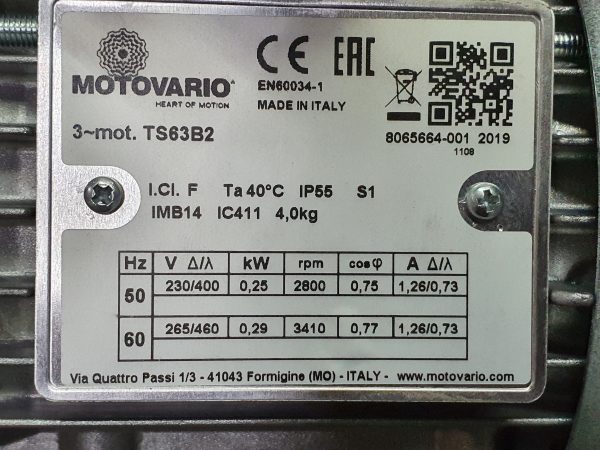 MOTOVARIO®
HEART OF MOTION
CE EAC
EN60034-1
MADE IN ITALY
3~mot. TS63B2
8065664-001 2019
1108
I.Cl. F Ta 40°C IP55 S1
IMB14 IC411 4,0kg
Hz V Δ/λ kW rpm cosφ A Δ/λ
50 230/400 0,25 2800 0,75 1,26/0,73
60 265/460 0,29 3410 0,77 1,26/0,73
Via Quattro Passi 1/3 - 41043 Formigine (MO) - ITALY - www.motovario.com